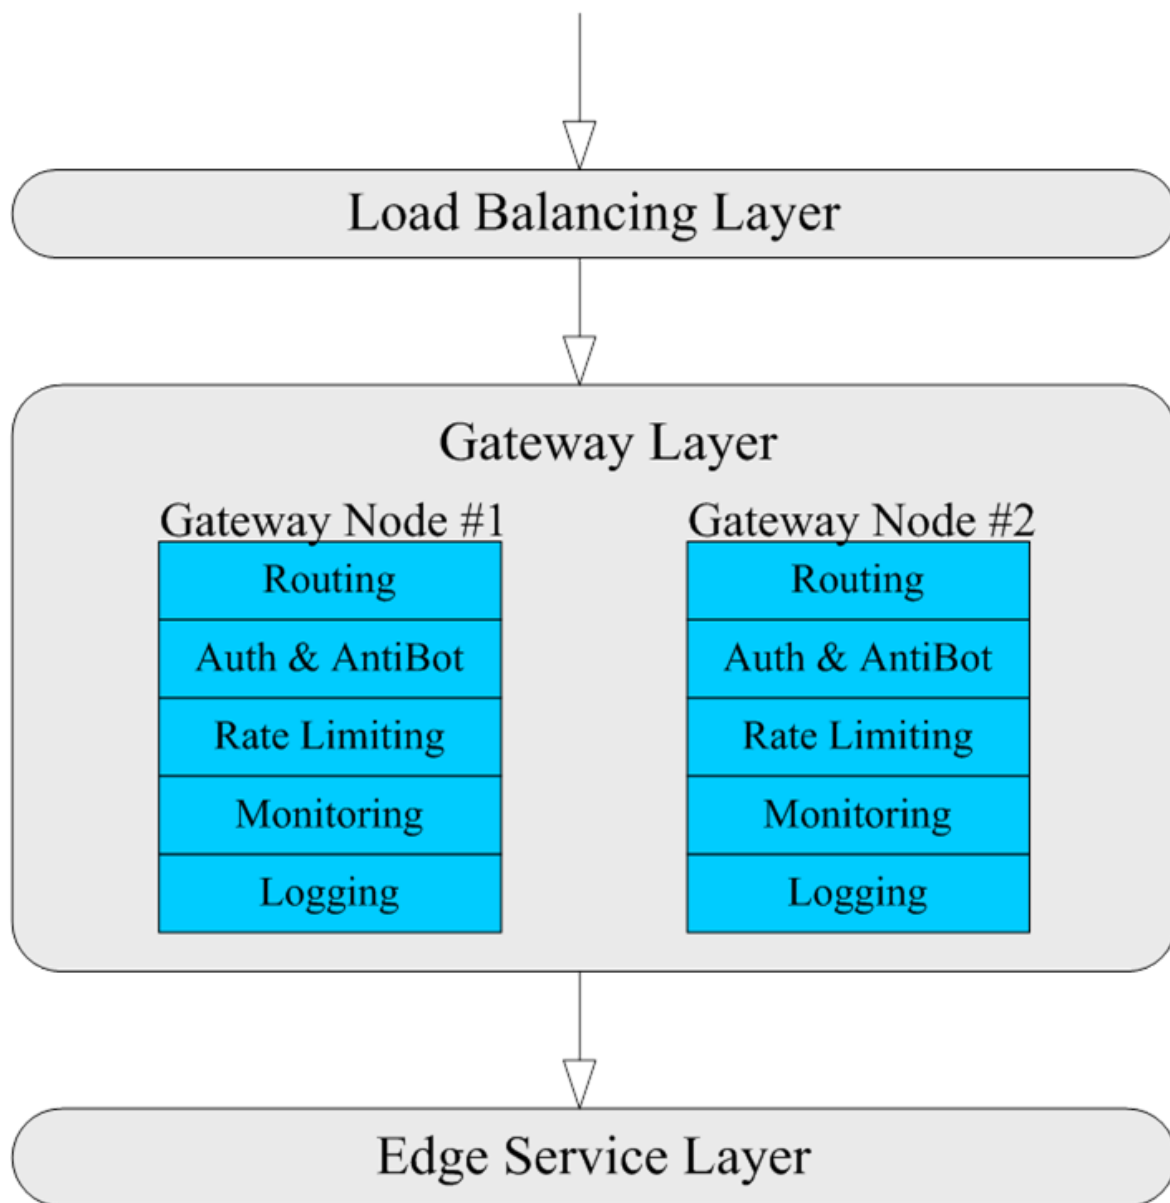 Load Balancing Layer
Gateway Layer
Gateway Node #1
Routing
Auth & AntiBot
Rate Limiting
Monitoring
Logging
Gateway Node #2
Routing
Auth & AntiBot
Rate Limiting
Monitoring
Logging
Edge Service Layer